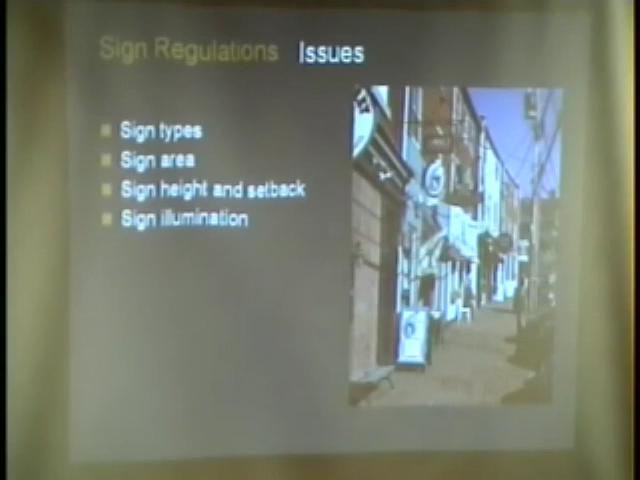 Sign Regulations Issues
Sign types
Sign area
Sign height and setback
Sign illumination